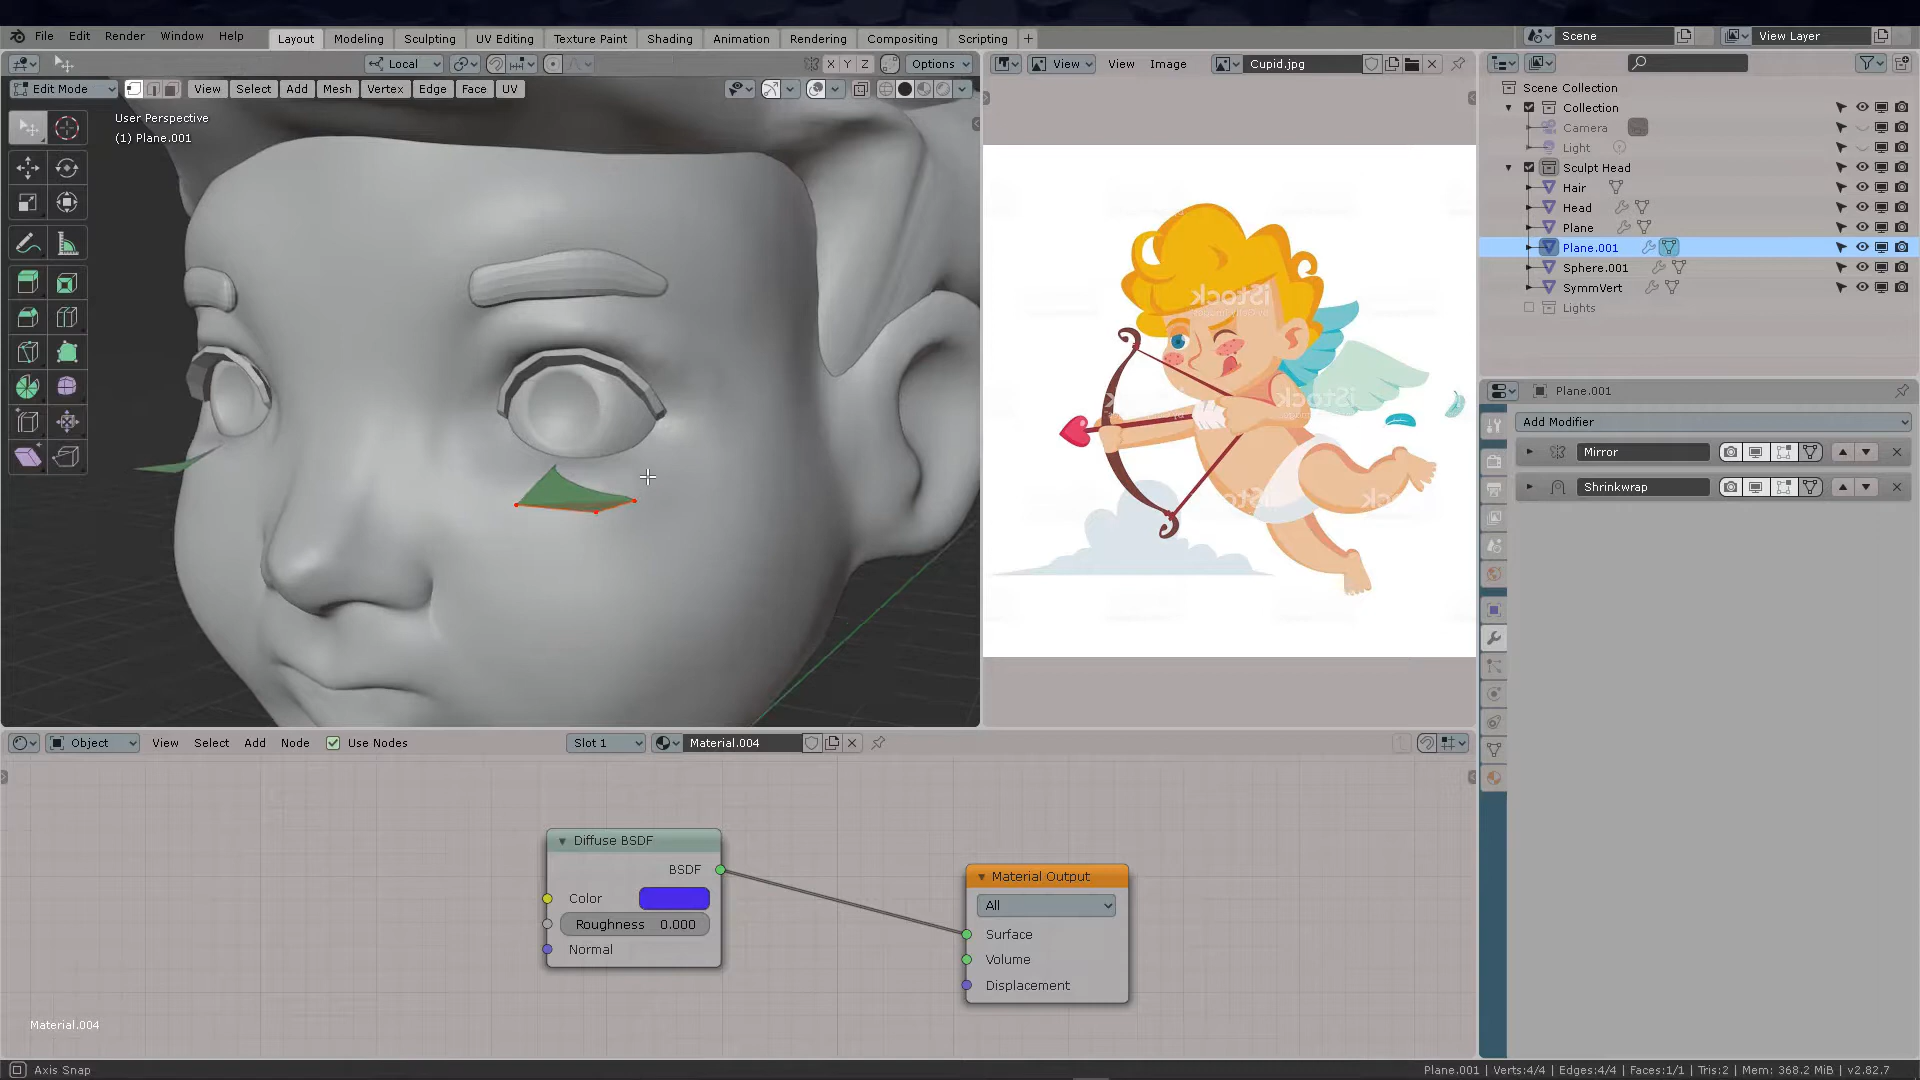 File Edit Render Window Help Layout Modeling Sculpting UV Editing Texture Paint Shading Animation Rendering Compositing Scripting Scene View Layer
Local X Y Z Options View View Image Cupid.jpg
Edit Mode View Select Add Mesh Vertex Edge Face UV
Scene Collection
Collection
Camera
Light
Sculpt Head
Hair
Head
Plane
Plane.001
Sphere.001
SymmVert
Lights
User Perspective
(1) Plane.001
iStock
iStock
iStock
iStock
iStock
Plane.001
Add Modifier
Mirror
Shrinkwrap
Object View Select Add Node Use Nodes Slot 1 Material.004
Diffuse BSDF
BSDF
Color
Roughness 0.000
Normal
Material Output
All
Surface
Volume
Displacement
Material.004
Axis Snap Plane.001 | Verts:4/4 | Edges:4/4 | Faces:1/1 | Tris:2 | Mem: 368.2 MiB | v2.82.7